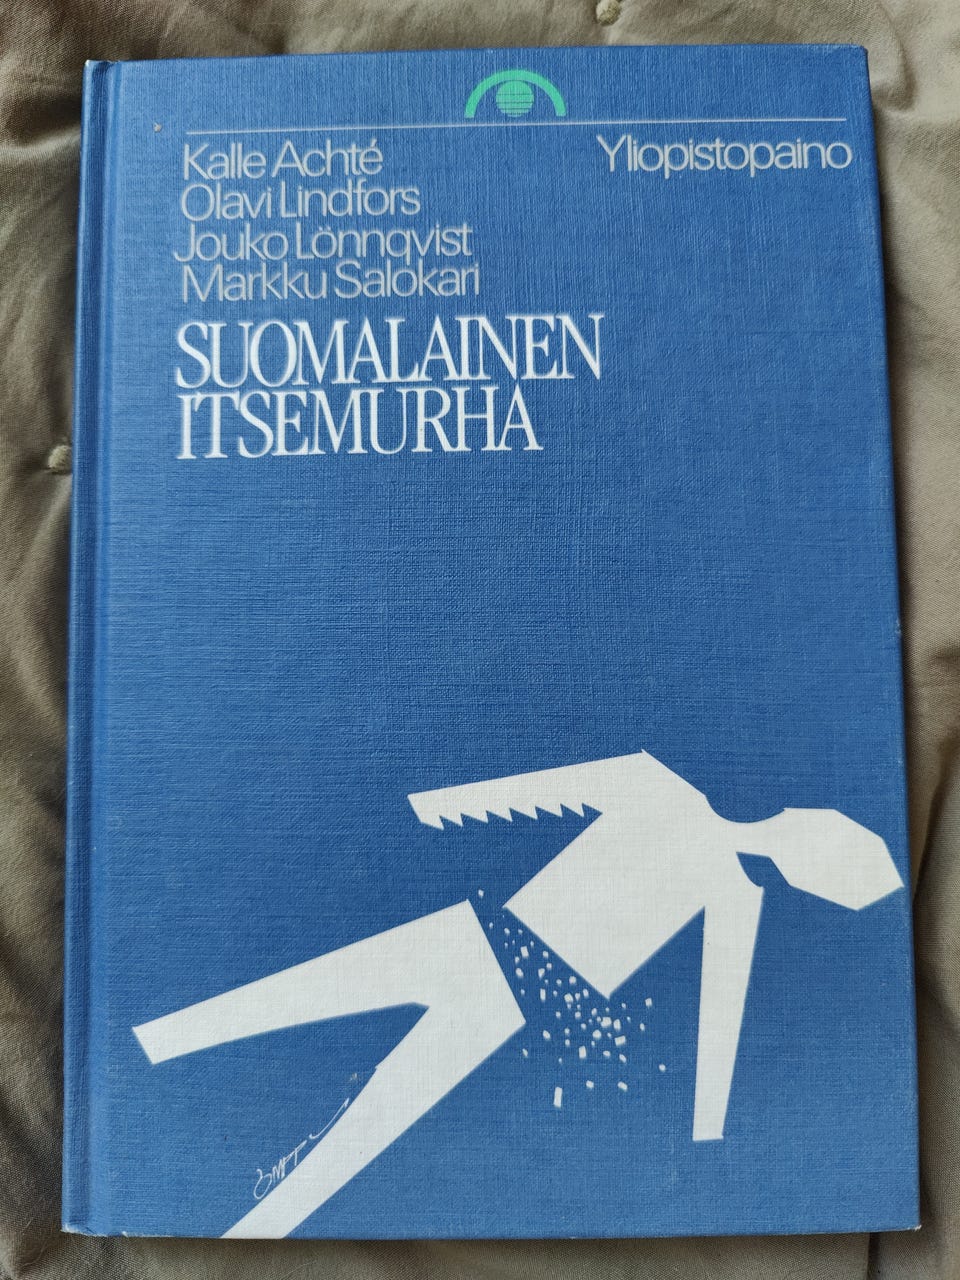 Kalle Achté
Olavi Lindfors
Jouko Lönnqvist
Markku Salokari
Yliopistopaino
SUOMALAINEN
ITSEMURHA